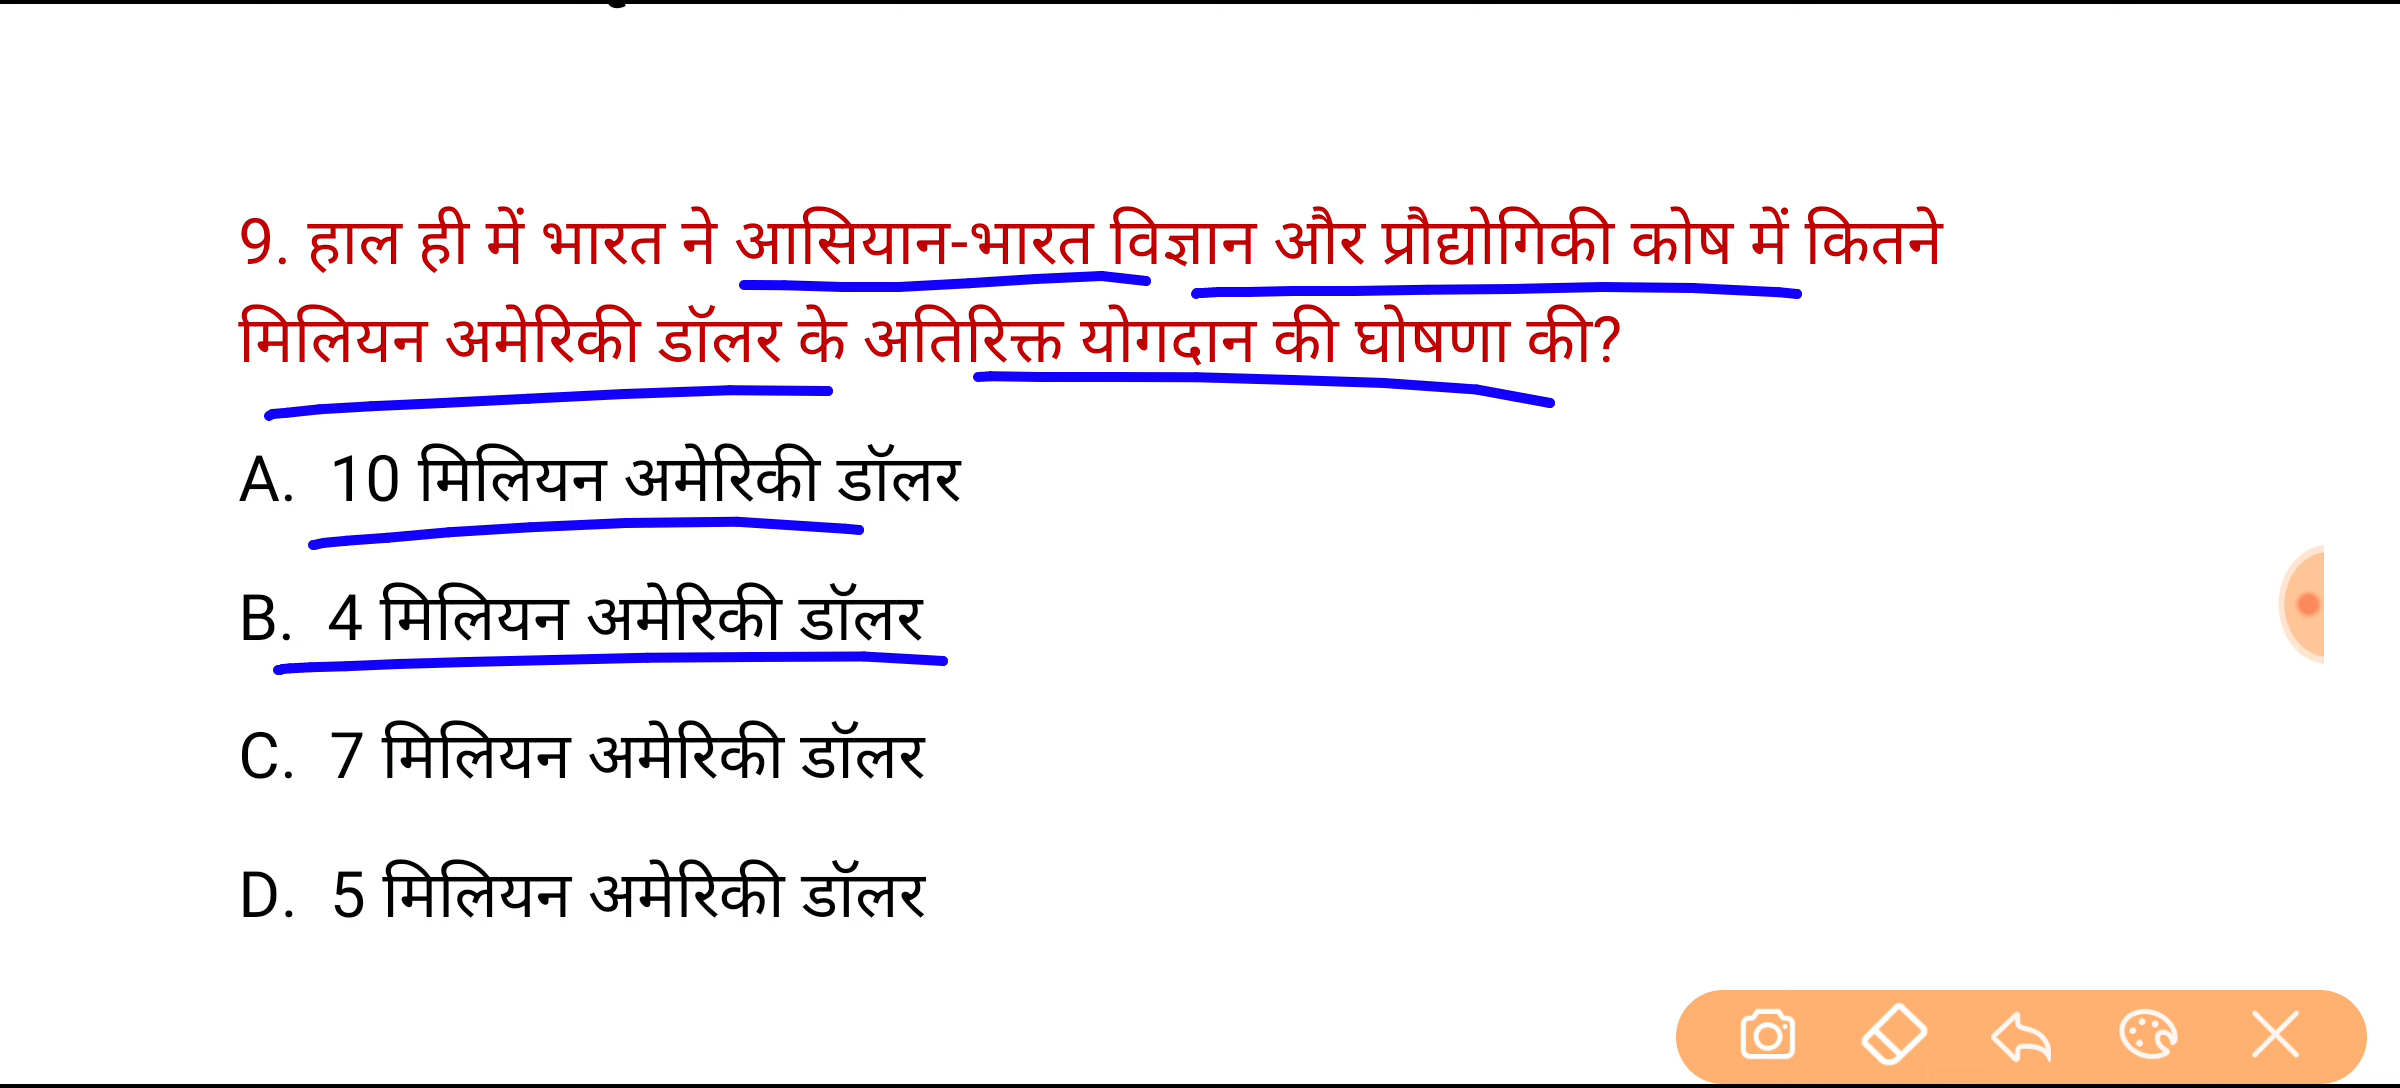 9. हाल ही में भारत ने आसियान-भारत विज्ञान और प्रौद्योगिकी कोष में कितने
मिलियन अमेरिकी डॉलर के अतिरिक्त योगदान की घोषणा की?
A. 10 मिलियन अमेरिकी डॉलर
B. 4 मिलियन अमेरिकी डॉलर
C. 7 मिलियन अमेरिकी डॉलर
D. 5 मिलियन अमेरिकी डॉलर